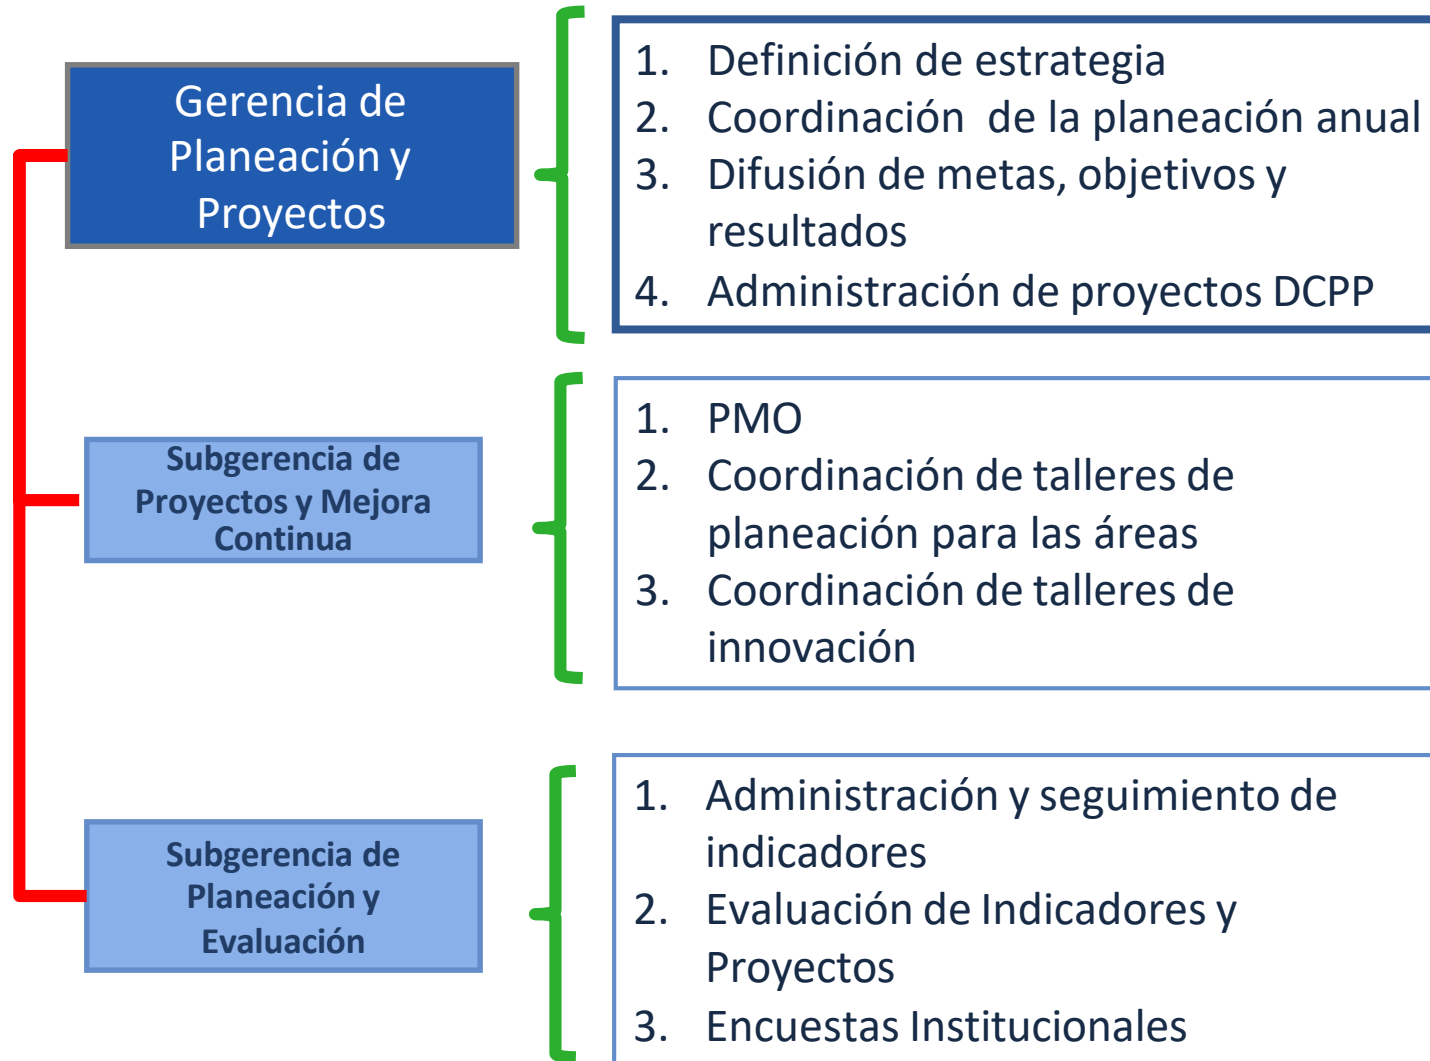 Gerencia de
Planeación y
Proyectos
1. Definición de estrategia
2. Coordinación  de la planeación anual
3. Difusión de metas, objetivos y
resultados
4. Administración de proyectos DCPP
Subgerencia de
Proyectos y Mejora
Continua
1. PMO
2. Coordinación de talleres de
planeación para las áreas
3. Coordinación de talleres de
innovación
Subgerencia de
Planeación y
Evaluación
1. Administración y seguimiento de
indicadores
2. Evaluación de Indicadores y
Proyectos
3. Encuestas Institucionales